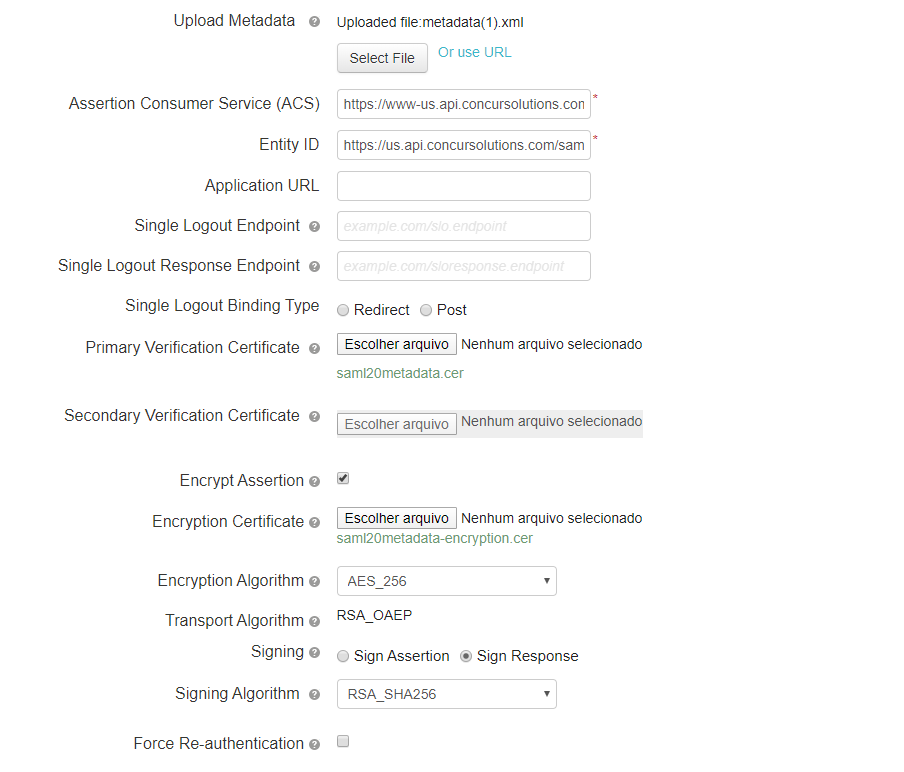 Upload Metadata Uploaded file:metadata(1).xml
Select File Or use URL
Assertion Consumer Service (ACS) https://www-us.api.concursolutions.con *
Entity ID https://us.api.concursolutions.com/sam *
Application URL
Single Logout Endpoint example.com/slo.endpoint
Single Logout Response Endpoint example.com/sloresponse.endpoint
Single Logout Binding Type Redirect Post
Primary Verification Certificate Escolher arquivo Nenhum arquivo selecionado
saml20metadata.cer
Secondary Verification Certificate Escolher arquivo Nenhum arquivo selecionado
Encrypt Assertion
Encryption Certificate Escolher arquivo Nenhum arquivo selecionado
saml20metadata-encryption.cer
Encryption Algorithm AES_256
Transport Algorithm RSA_OAEP
Signing Sign Assertion Sign Response
Signing Algorithm RSA_SHA256
Force Re-authentication